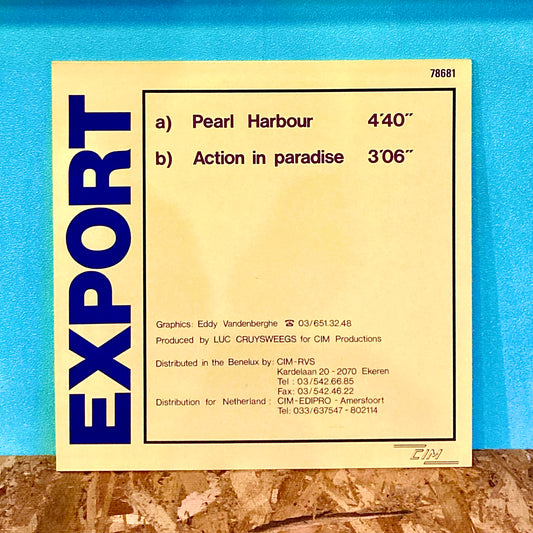 78681
EXPORT
a) Pearl Harbour 4'40"
b) Action in paradise 3'06"
Graphics: Eddy Vandenberghe ☎ 03/651.32.48
Produced by LUC CRUYSWEEGS for CIM Productions
Distributed in the Benelux by: CIM-RVS
Kardelaan 20 - 2070 Ekeren
Tel : 03/542.66.85
Fax: 03/542.46.22
Distribution for Netherland : CIM-EDIPRO - Amersfoort
Tel: 033/637547 - 802114
CIM